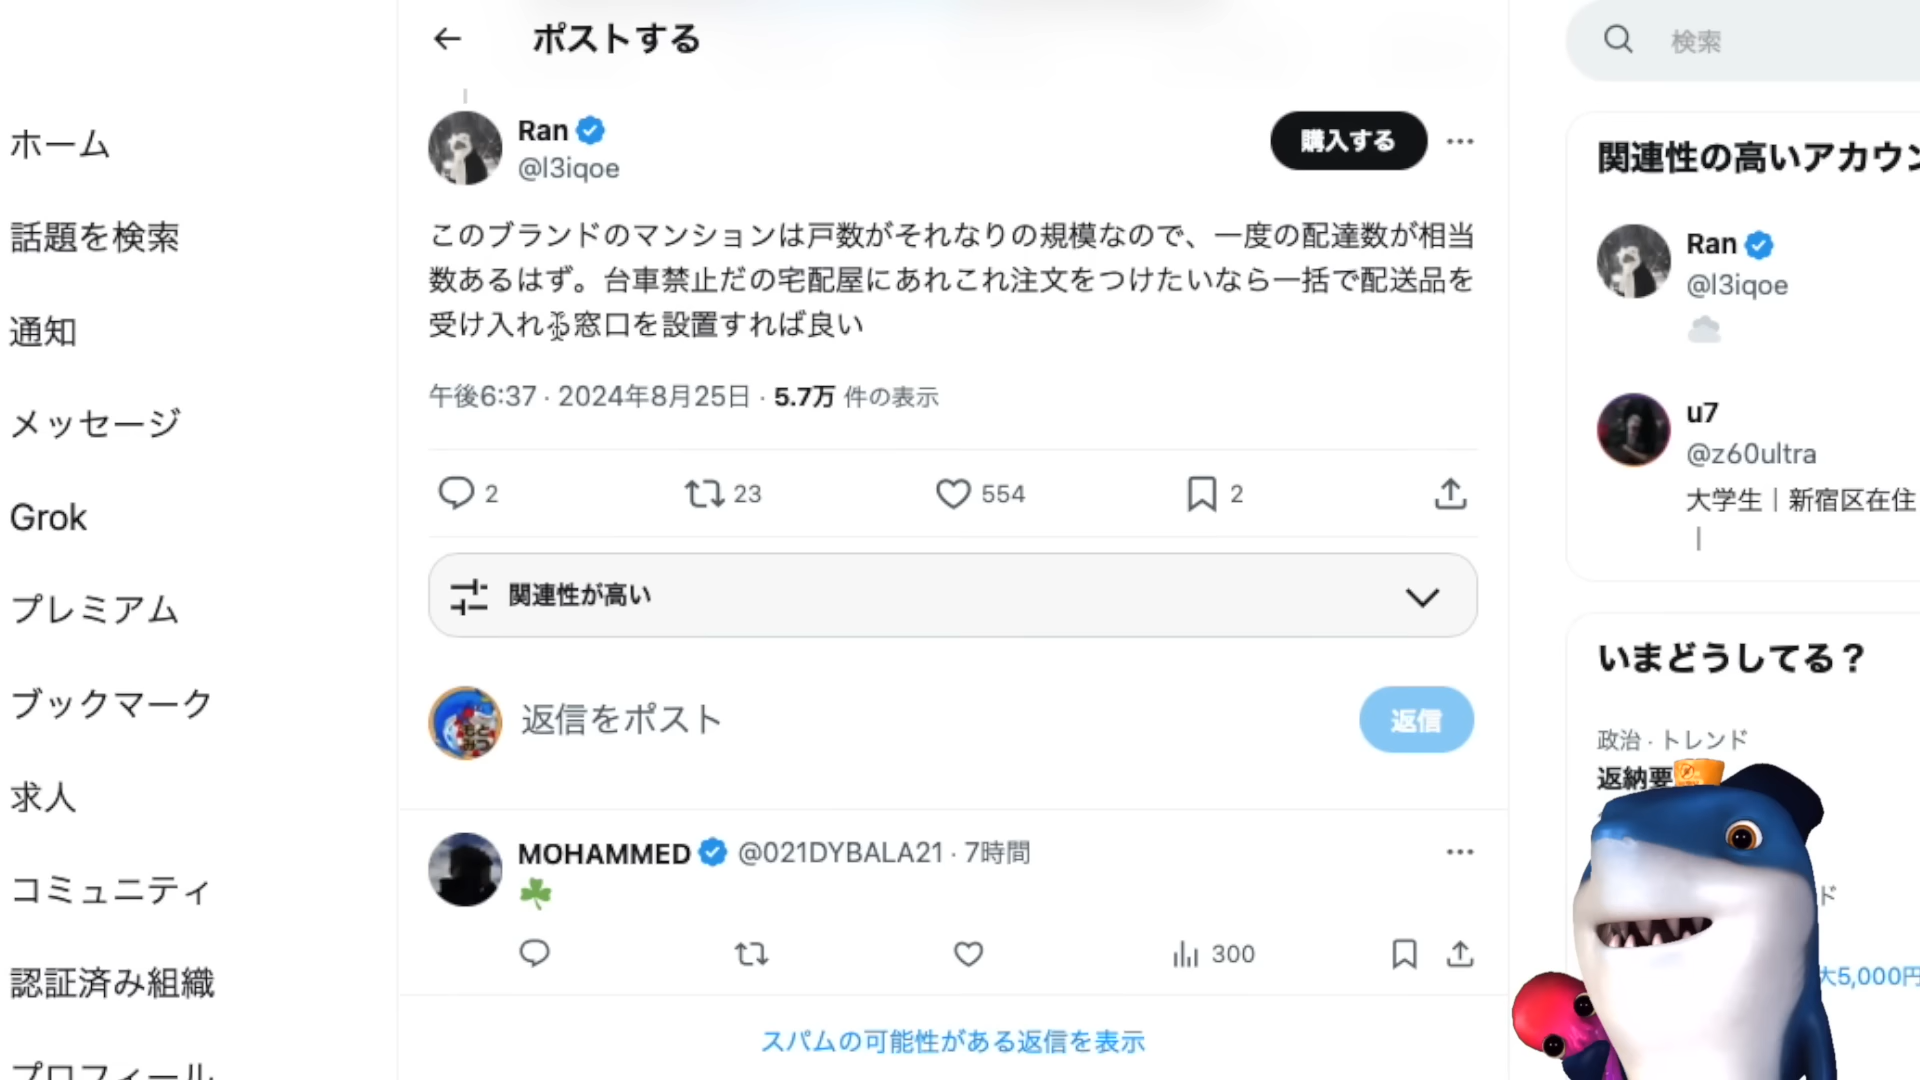 ホーム
話題を検索
通知
メッセージ
Grok
プレミアム
ブックマーク
求人
コミュニティ
認証済み組織
プロフィール
ポストする
Ran
@l3iqoe
購入する
このブランドのマンションは戸数がそれなりの規模なので、一度の配達数が相当
数あるはず。台車禁止だの宅配屋にあれこれ注文をつけたいなら一括で配送品を
受け入れる窓口を設置すれば良い
午後6:37 · 2024年8月25日 · 5.7万 件の表示
2
23
554
2
関連性が高い
返信をポスト
返信
MOHAMMED @021DYBALA21 · 7時間
☘️
300
スパムの可能性がある返信を表示
検索
関連性の高いアカウン
Ran
@l3iqoe
u7
@z60ultra
大学生｜新宿区在住
｜
いまどうしてる？
政治 · トレンド
返納要
ド
大5,000円